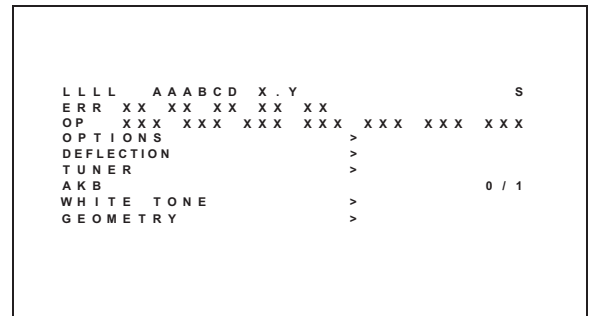 LLLL AAABCD X.Y S
ERR XX XX XX XX XX
OP XXX XXX XXX XXX XXX XXX XXX
OPTIONS >
DEFLECTION >
TUNER >
AKB 0/1
WHITE TONE >
GEOMETRY >